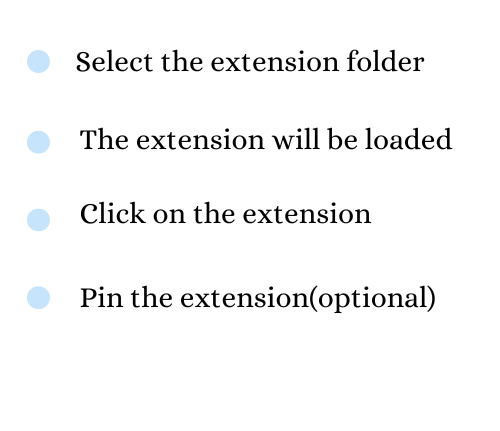 Select the extension folder
The extension will be loaded
Click on the extension
Pin the extension(optional)